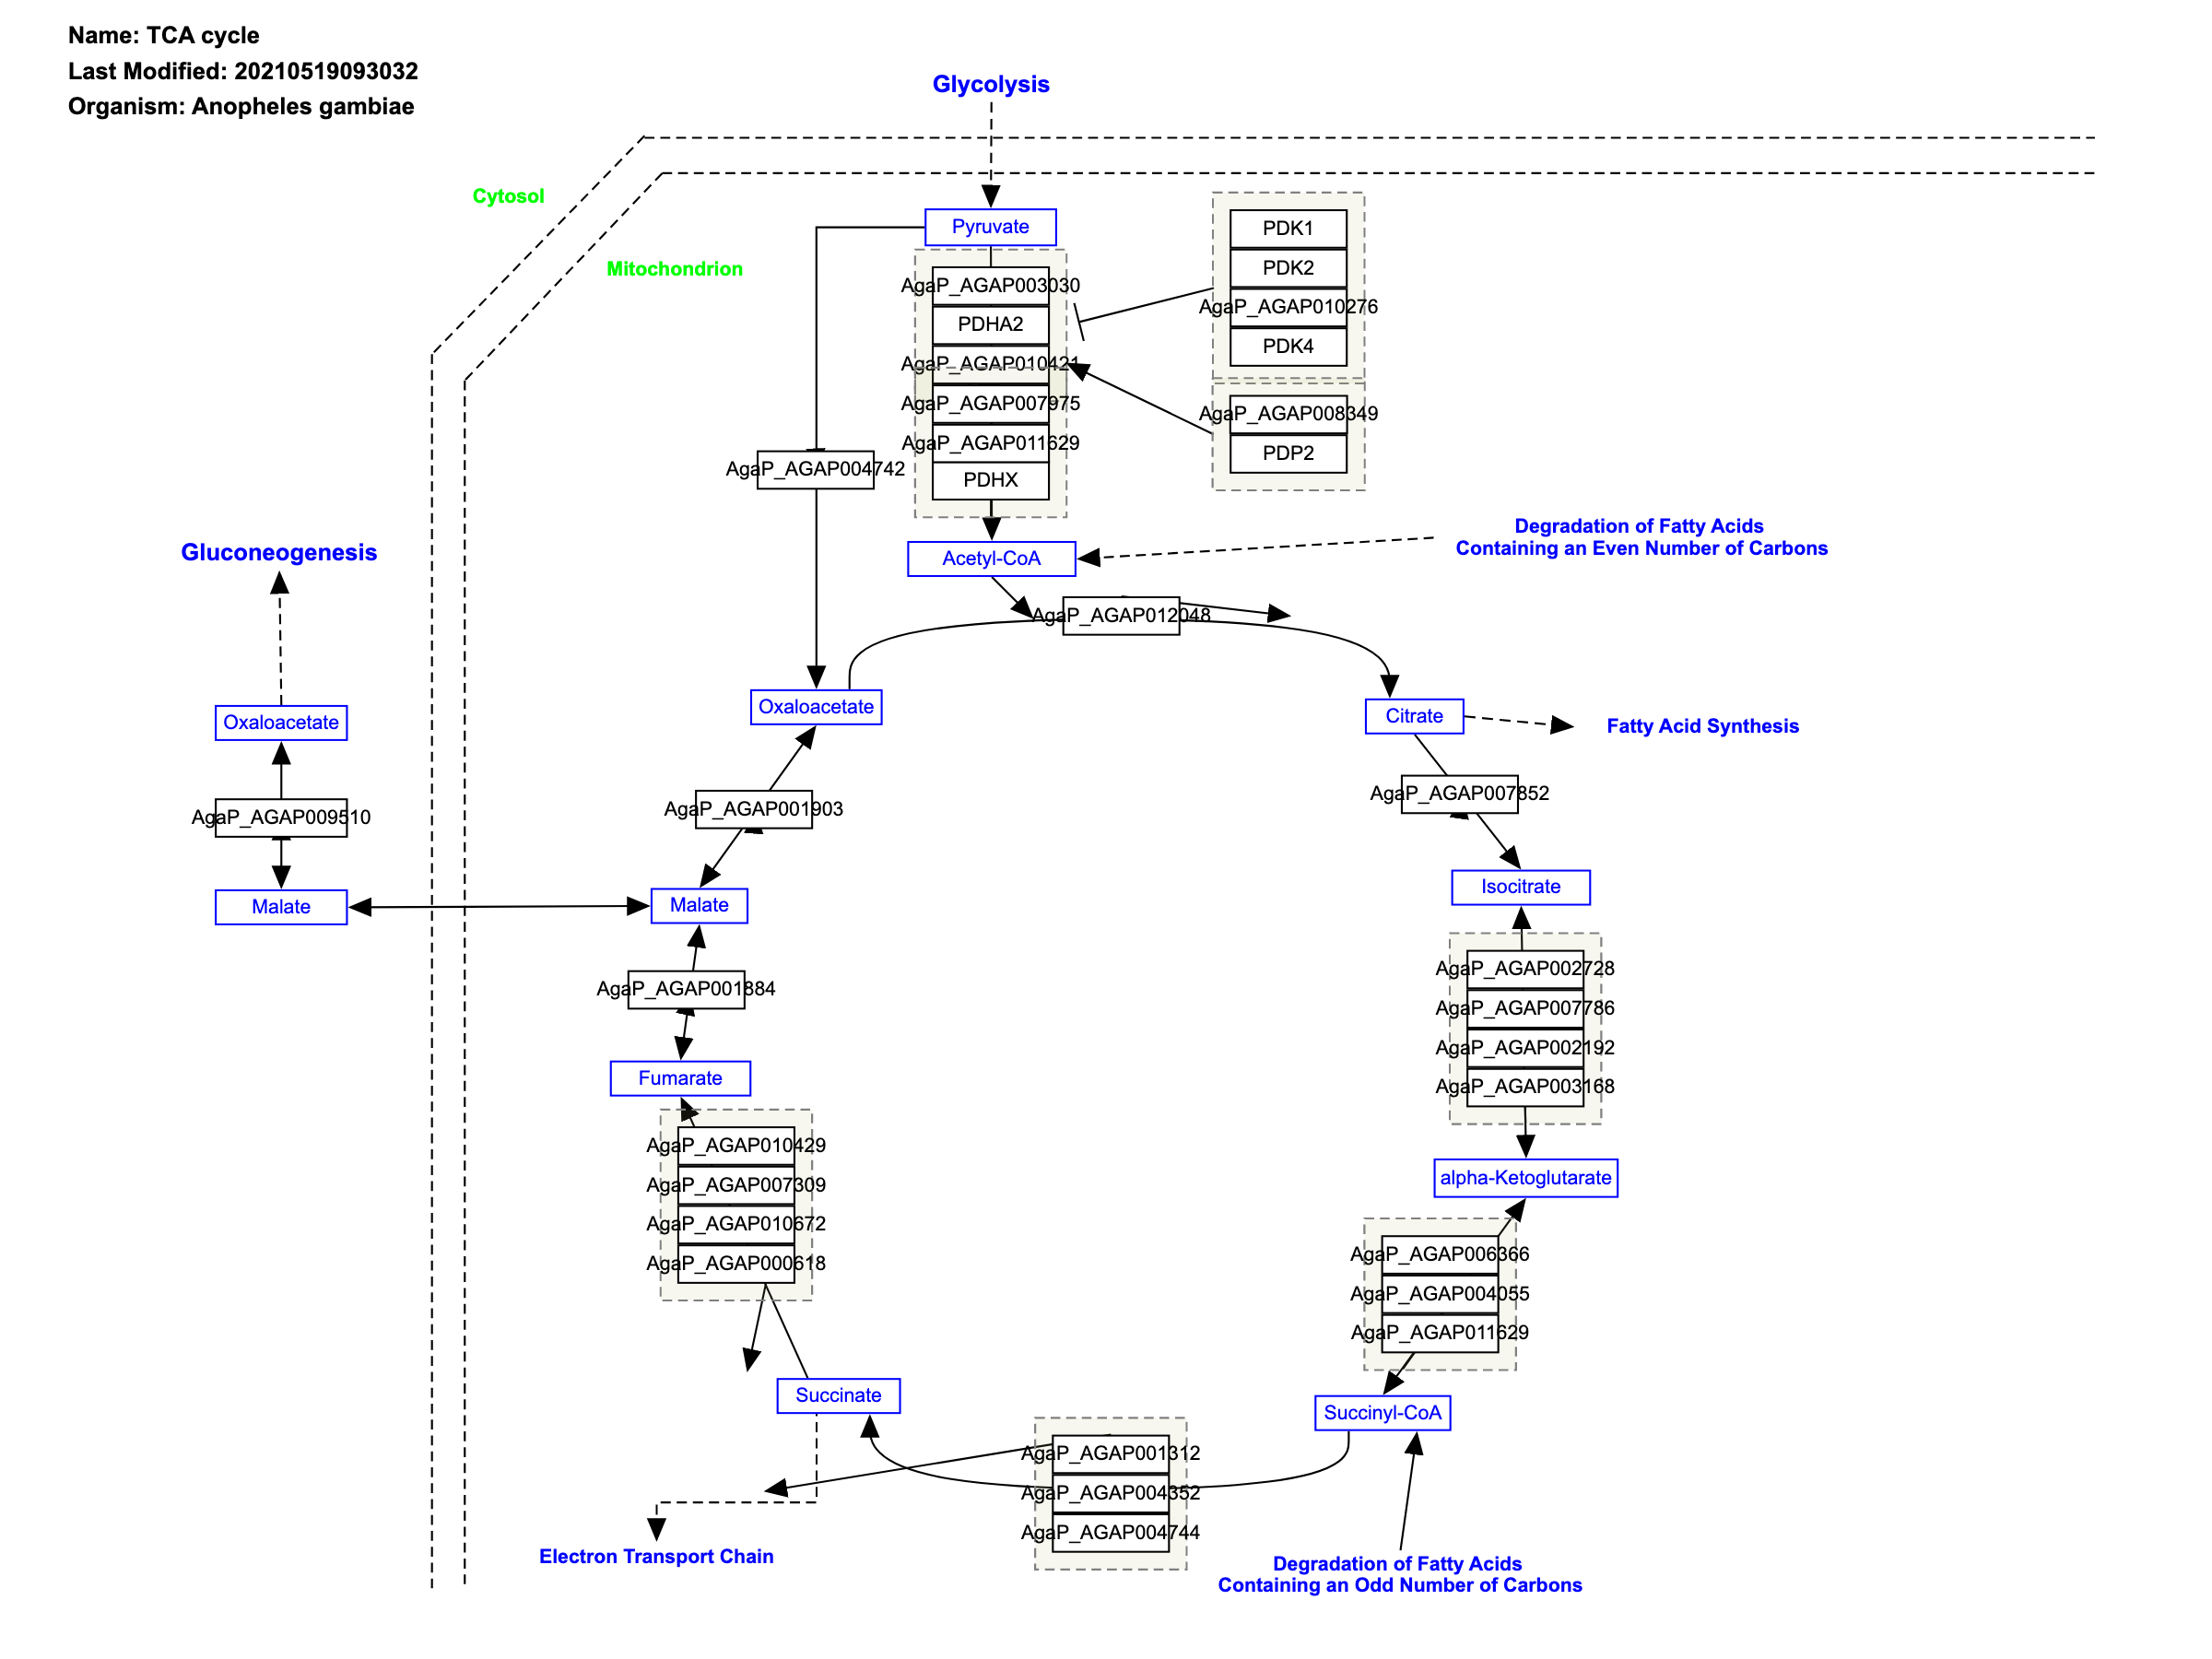 Name: TCA cycle
Last Modified: 20210519093032
Organism: Anopheles gambiae
Glycolysis
Cytosol
Mitochondrion
Pyruvate
AgaP_AGAP003030
PDHA2
AgaP_AGAP010421
AgaP_AGAP007975
AgaP_AGAP011629
PDHX
PDK1
PDK2
AgaP_AGAP010276
PDK4
AgaP_AGAP008349
PDP2
AgaP_AGAP004742
Acetyl-CoA
Degradation of Fatty Acids
Containing an Even Number of Carbons
Gluconeogenesis
AgaP_AGAP012048
Oxaloacetate
Oxaloacetate
Citrate
Fatty Acid Synthesis
AgaP_AGAP009510
AgaP_AGAP001903
AgaP_AGAP007852
Malate
Malate
Isocitrate
AgaP_AGAP001884
AgaP_AGAP002728
AgaP_AGAP007786
AgaP_AGAP002192
AgaP_AGAP003168
Fumarate
AgaP_AGAP010429
AgaP_AGAP007309
AgaP_AGAP010672
AgaP_AGAP000618
alpha-Ketoglutarate
AgaP_AGAP006366
AgaP_AGAP004055
AgaP_AGAP011629
Succinate
Succinyl-CoA
AgaP_AGAP001312
AgaP_AGAP004352
AgaP_AGAP004744
Electron Transport Chain
Degradation of Fatty Acids
Containing an Odd Number of Carbons